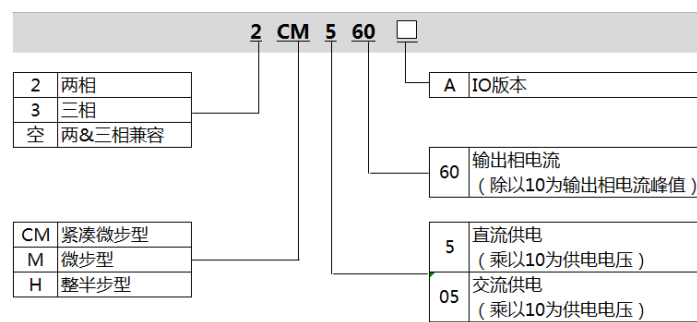 2 CM 5 60 □
2 两相
3 三相
空 两&三相兼容
A IO版本
60 输出相电流
（除以10为输出相电流峰值）
CM 紧凑微步型
M 微步型
H 整半步型
5 直流供电
（乘以10为供电电压）
05 交流供电
（乘以10为供电电压）